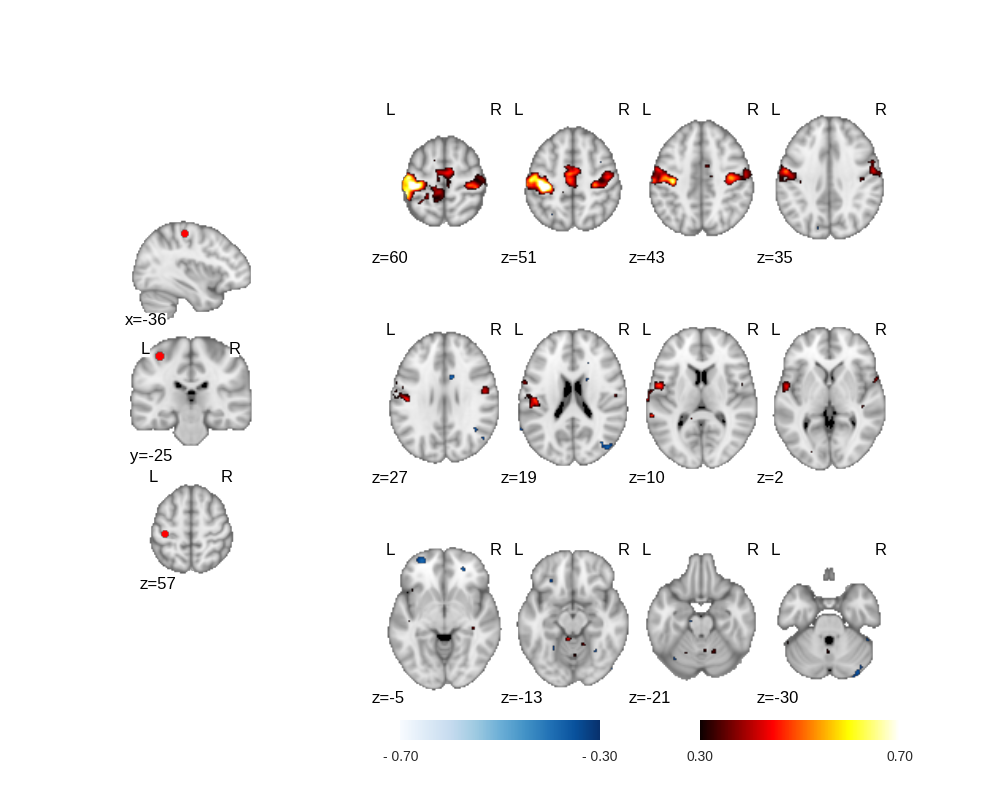 L R L R L R L R
z=60 z=51 z=43 z=35
x=-36
L R
y=-25
L R
z=57
L R L R L R L R
z=27 z=19 z=10 z=2
L R L R L R L R
z=-5 z=-13 z=-21 z=-30
- 0.70 - 0.30 0.30 0.70